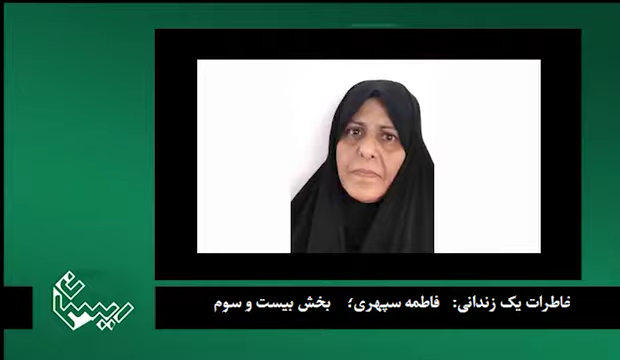 خاطرات یک زندانی: فاطمه سپهری؛ بخش بیست و سوم